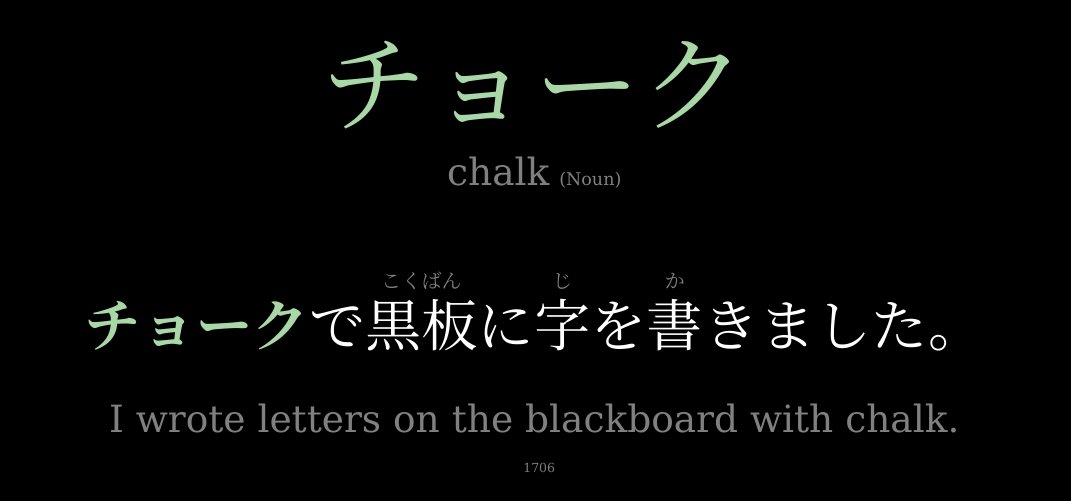 チョーク
chalk (Noun)
こくばん じ か
チョークで黒板に字を書きました。
I wrote letters on the blackboard with chalk.
1706